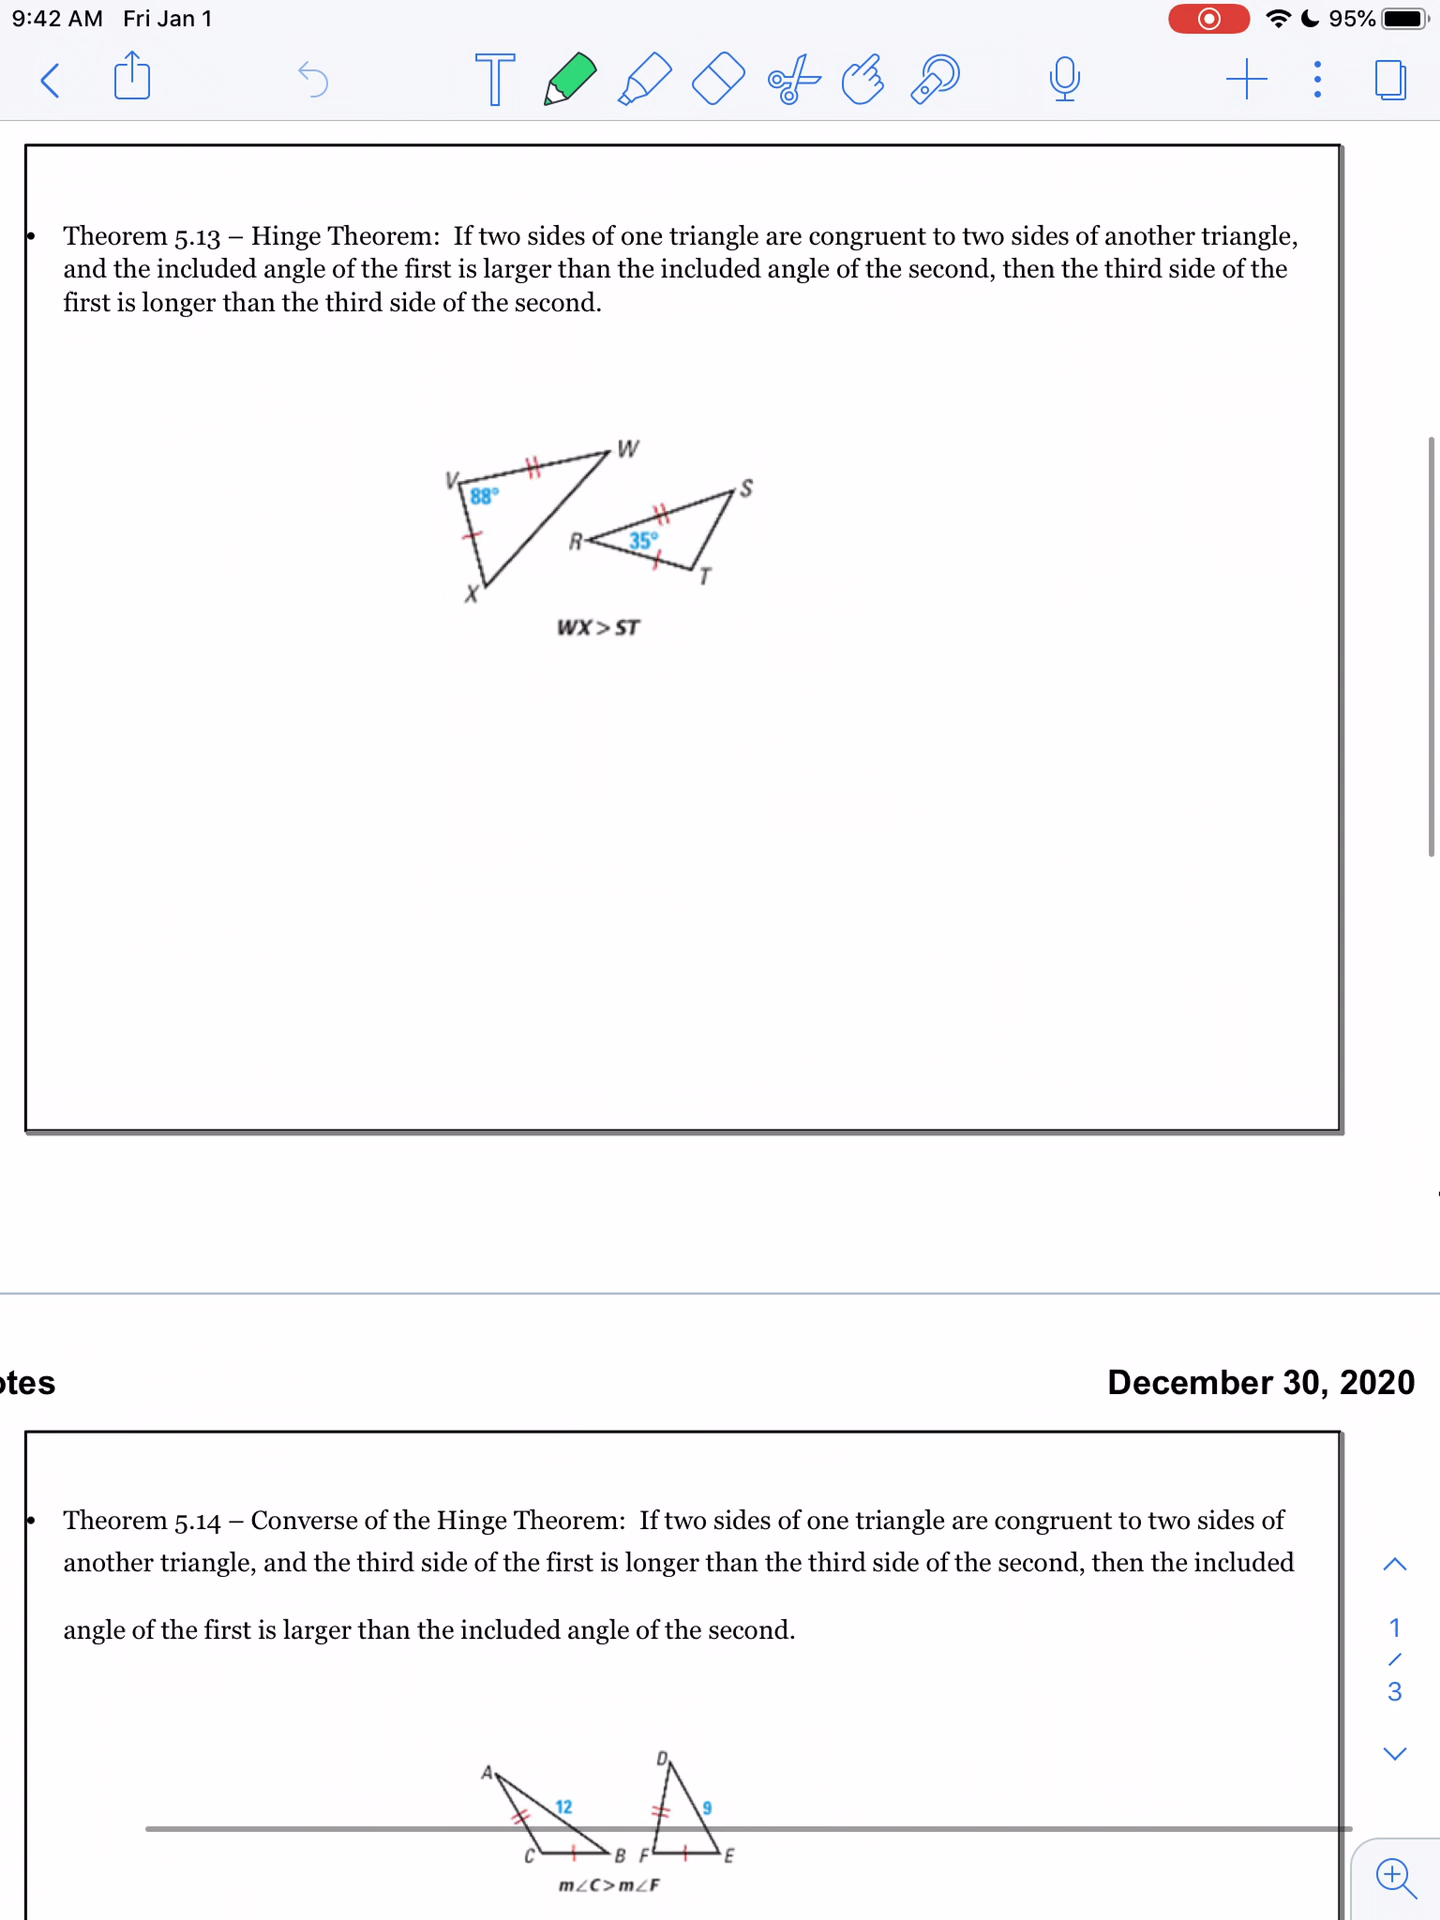 9:42 AM Fri Jan 1
95%
T
• Theorem 5.13 – Hinge Theorem: If two sides of one triangle are congruent to two sides of another triangle,
and the included angle of the first is larger than the included angle of the second, then the third side of the
first is longer than the third side of the second.
W
V
88°
S
R
35°
T
X
WX > ST
otes
December 30, 2020
• Theorem 5.14 – Converse of the Hinge Theorem: If two sides of one triangle are congruent to two sides of
another triangle, and the third side of the first is longer than the third side of the second, then the included
angle of the first is larger than the included angle of the second.
1
/
3
D
A
12
9
C
B
F
E
m∠C > m∠F